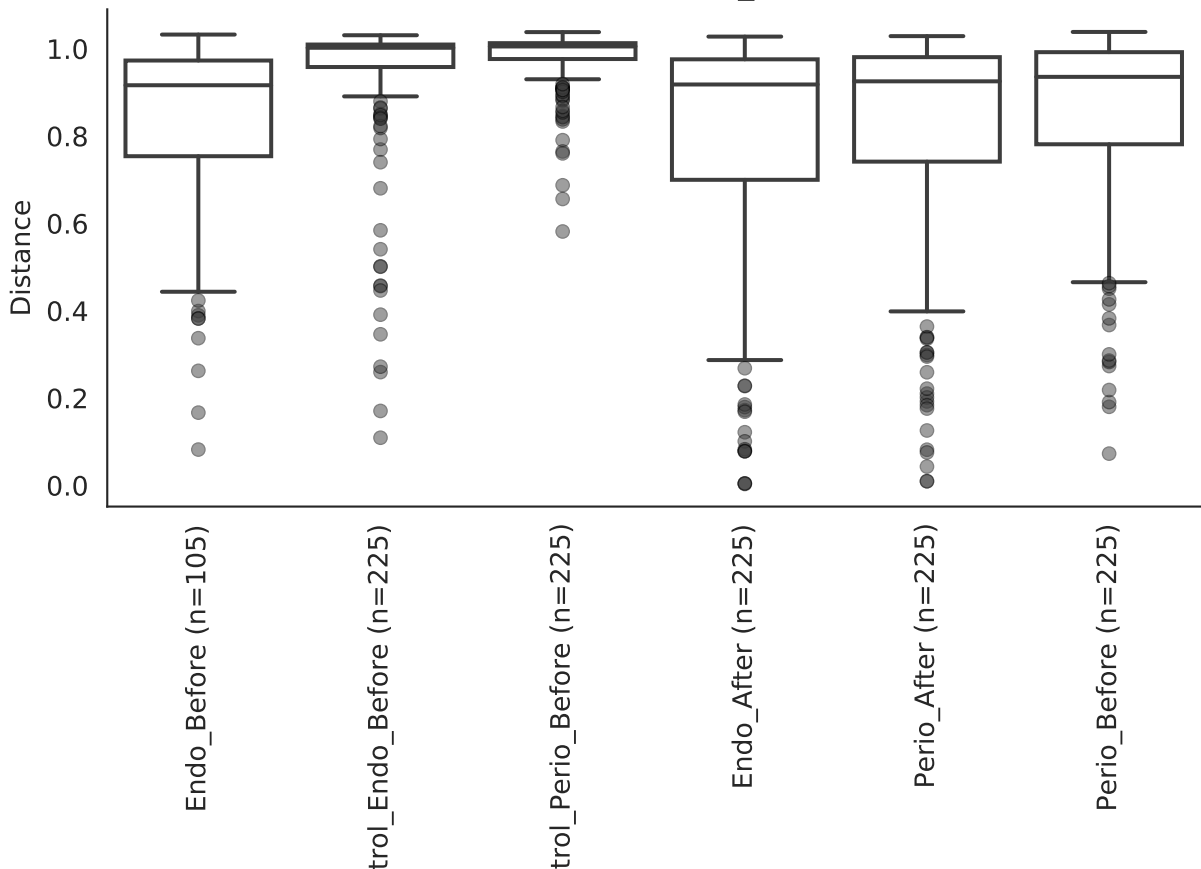 1.0
0.8
0.6
0.4
0.2
0.0
Distance
Endo_Before (n=105)
trol_Endo_Before (n=225)
trol_Perio_Before (n=225)
Endo_After (n=225)
Perio_After (n=225)
Perio_Before (n=225)